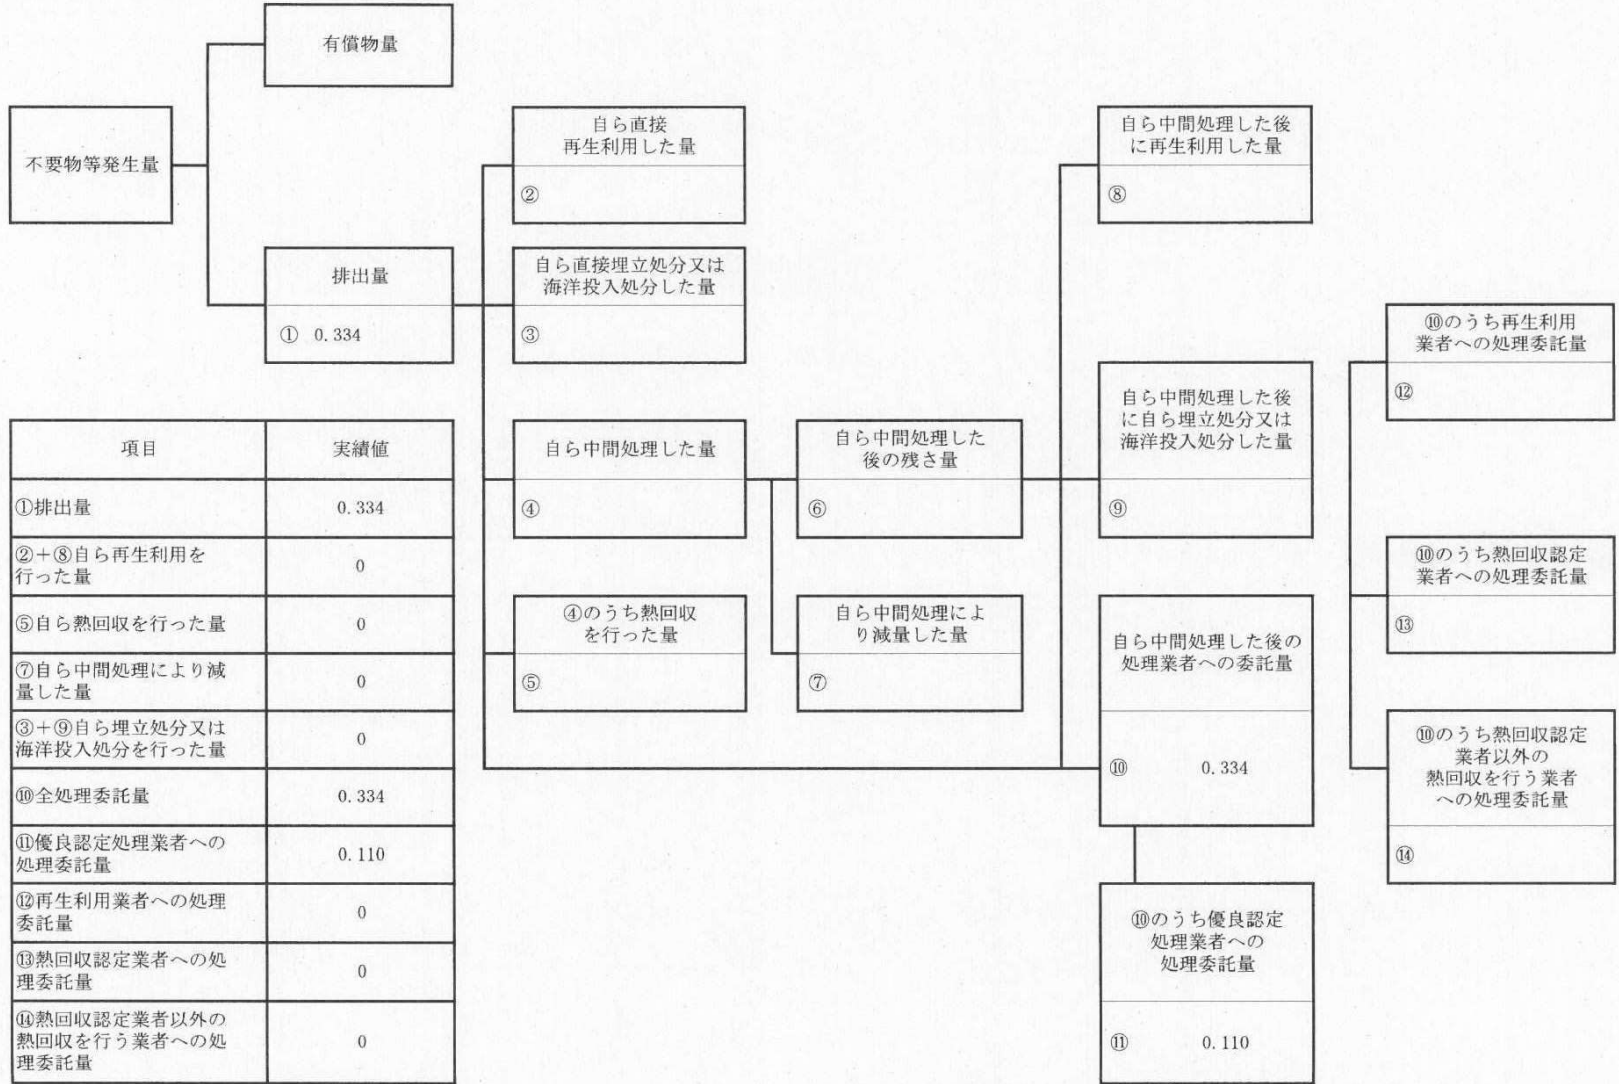 有償物量
不要物等発生量
排出量
① 0.334
自ら直接
再生利用した量
②
自ら直接埋立処分又は
海洋投入処分した量
③
自ら中間処理した量
④
④のうち熱回収
を行った量
⑤
自ら中間処理した
後の残さ量
⑥
自ら中間処理によ
り減量した量
⑦
自ら中間処理した後
に再生利用した量
⑧
自ら中間処理した後
に自ら埋立処分又は
海洋投入処分した量
⑨
自ら中間処理した後の
処理業者への委託量
⑩ 0.334
⑩のうち優良認定
処理業者への
処理委託量
⑪ 0.110
⑩のうち再生利用
業者への処理委託量
⑫
⑩のうち熱回収認定
業者への処理委託量
⑬
⑩のうち熱回収認定
業者以外の
熱回収を行う業者
への処理委託量
⑭
項目 実績値
①排出量 0.334
②+⑧自ら再生利用を
行った量 0
⑤自ら熱回収を行った量 0
⑦自ら中間処理により減
量した量 0
③+⑨自ら埋立処分又は
海洋投入処分を行った量 0
⑩全処理委託量 0.334
⑪優良認定処理業者への
処理委託量 0.110
⑫再生利用業者への処理
委託量 0
⑬熱回収認定業者への処
理委託量 0
⑭熱回収認定業者以外の
熱回収を行う業者への処
理委託量 0